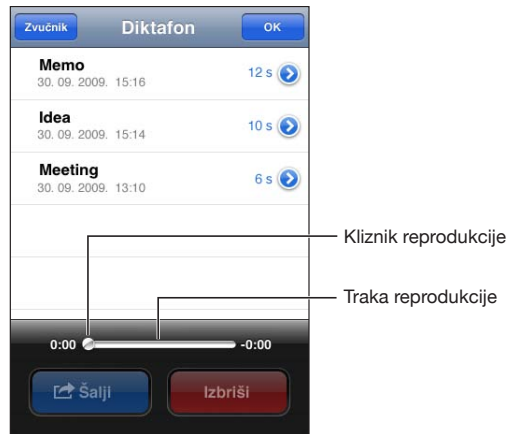 Zvučnik Diktafon OK
Memo
30. 09. 2009. 15:16
12 s
Idea
30. 09. 2009. 15:14
10 s
Meeting
30. 09. 2009. 13:10
6 s
Kliznik reprodukcije
Traka reprodukcije
0:00 -0:00
Šalji Izbriši